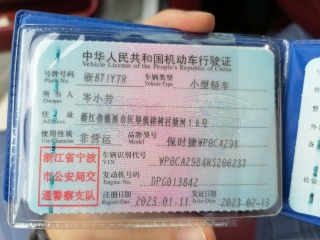 中华人民共和国机动车行驶证
Vehicle License of the People's Republic of China
号牌号码 浙B71Y7R 车辆类型 小型轿车
Plate No. Vehicle Type
所有人 岑小芳
Owner
住址
Address
使用性质 非营运 品牌型号 保时捷WP0CA298
Use Character Model
浙江省宁波
市公安局交
通警察支队
车辆识别代号
VIN
发动机号码 DPG013842
Engine No.
注册日期 2023-01-11 发证日期 2023-02-13
Register Date Issue Date